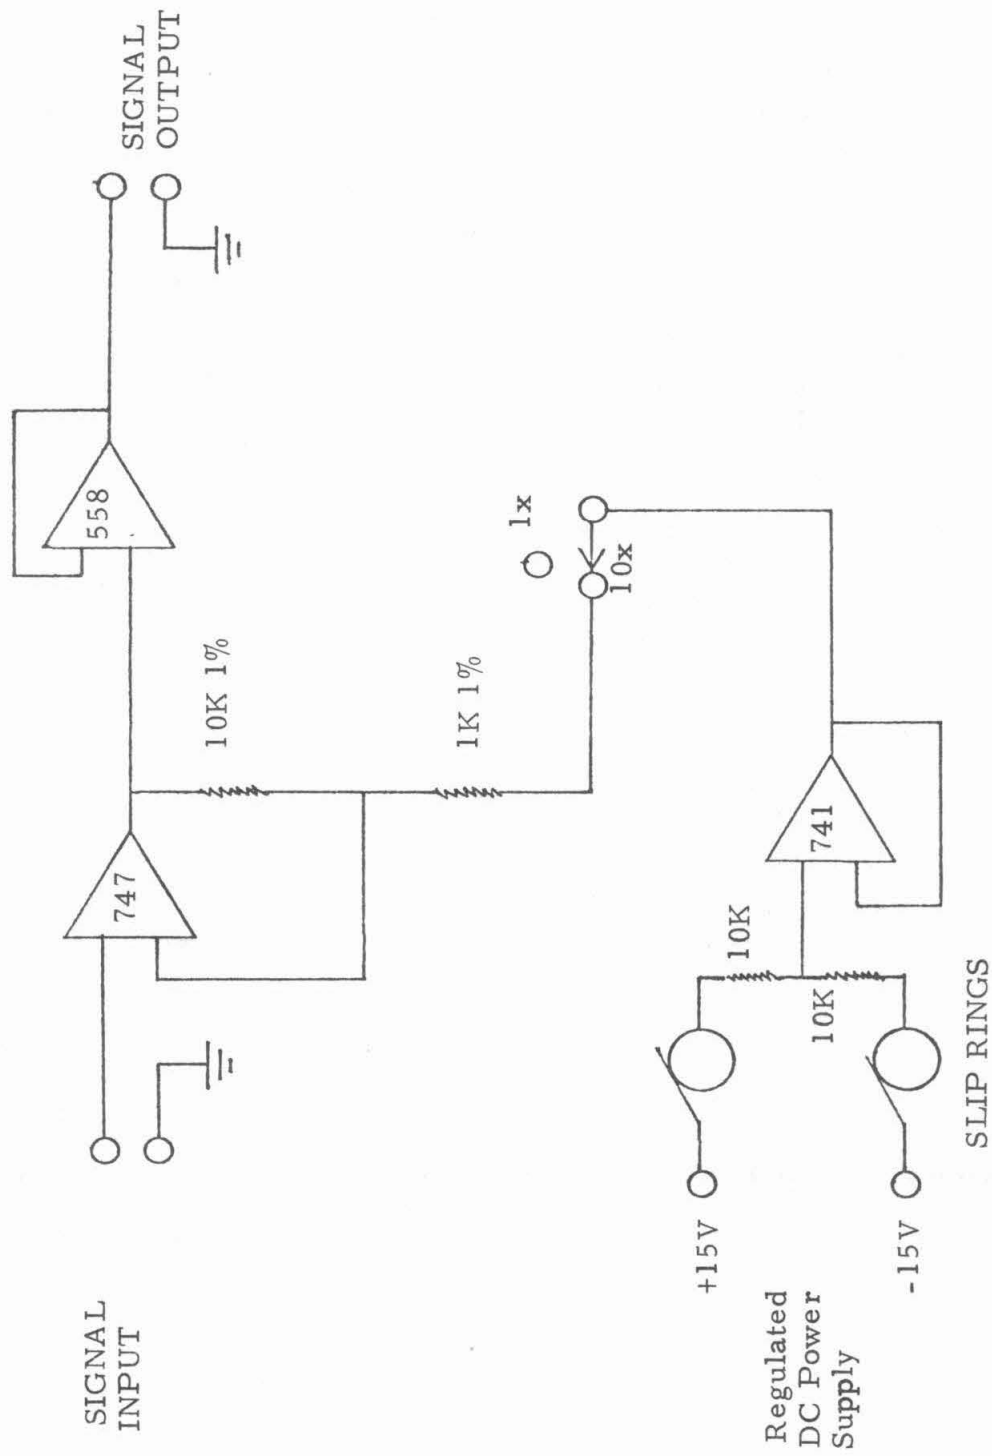 SIGNAL
INPUT
747
10K 1%
1K 1%
558
SIGNAL
OUTPUT
1x
10x
Regulated
DC Power
Supply
+15V
-15V
10K
10K
741
SLIP RINGS